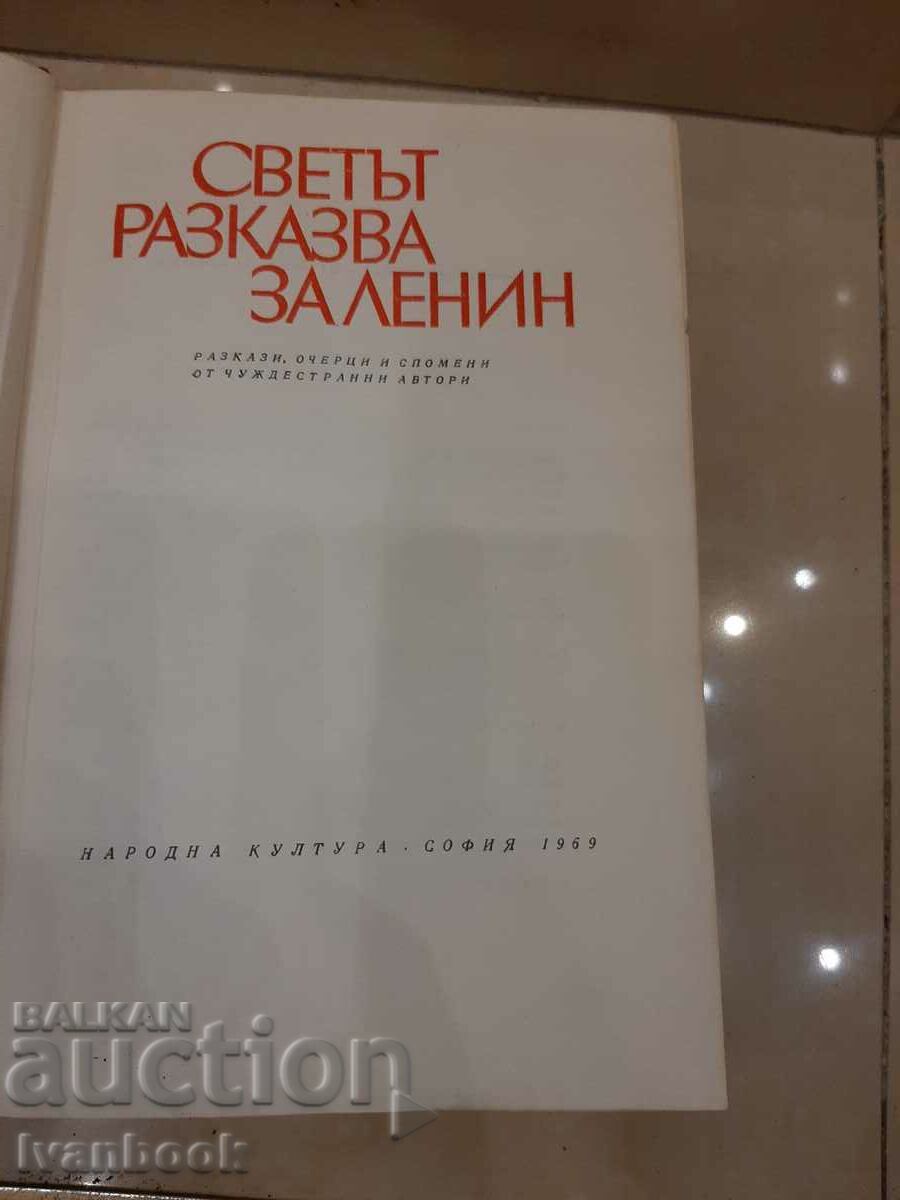 СВЕТЪТ
РАЗКАЗВА
ЗА ЛЕНИН
РАЗКАЗИ, ОЧЕРЦИ И СПОМЕНИ
ОТ ЧУЖДЕСТРАННИ АВТОРИ
НАРОДНА КУЛТУРА . СОФИЯ 1969
BALKAN
auction
Ivanbook